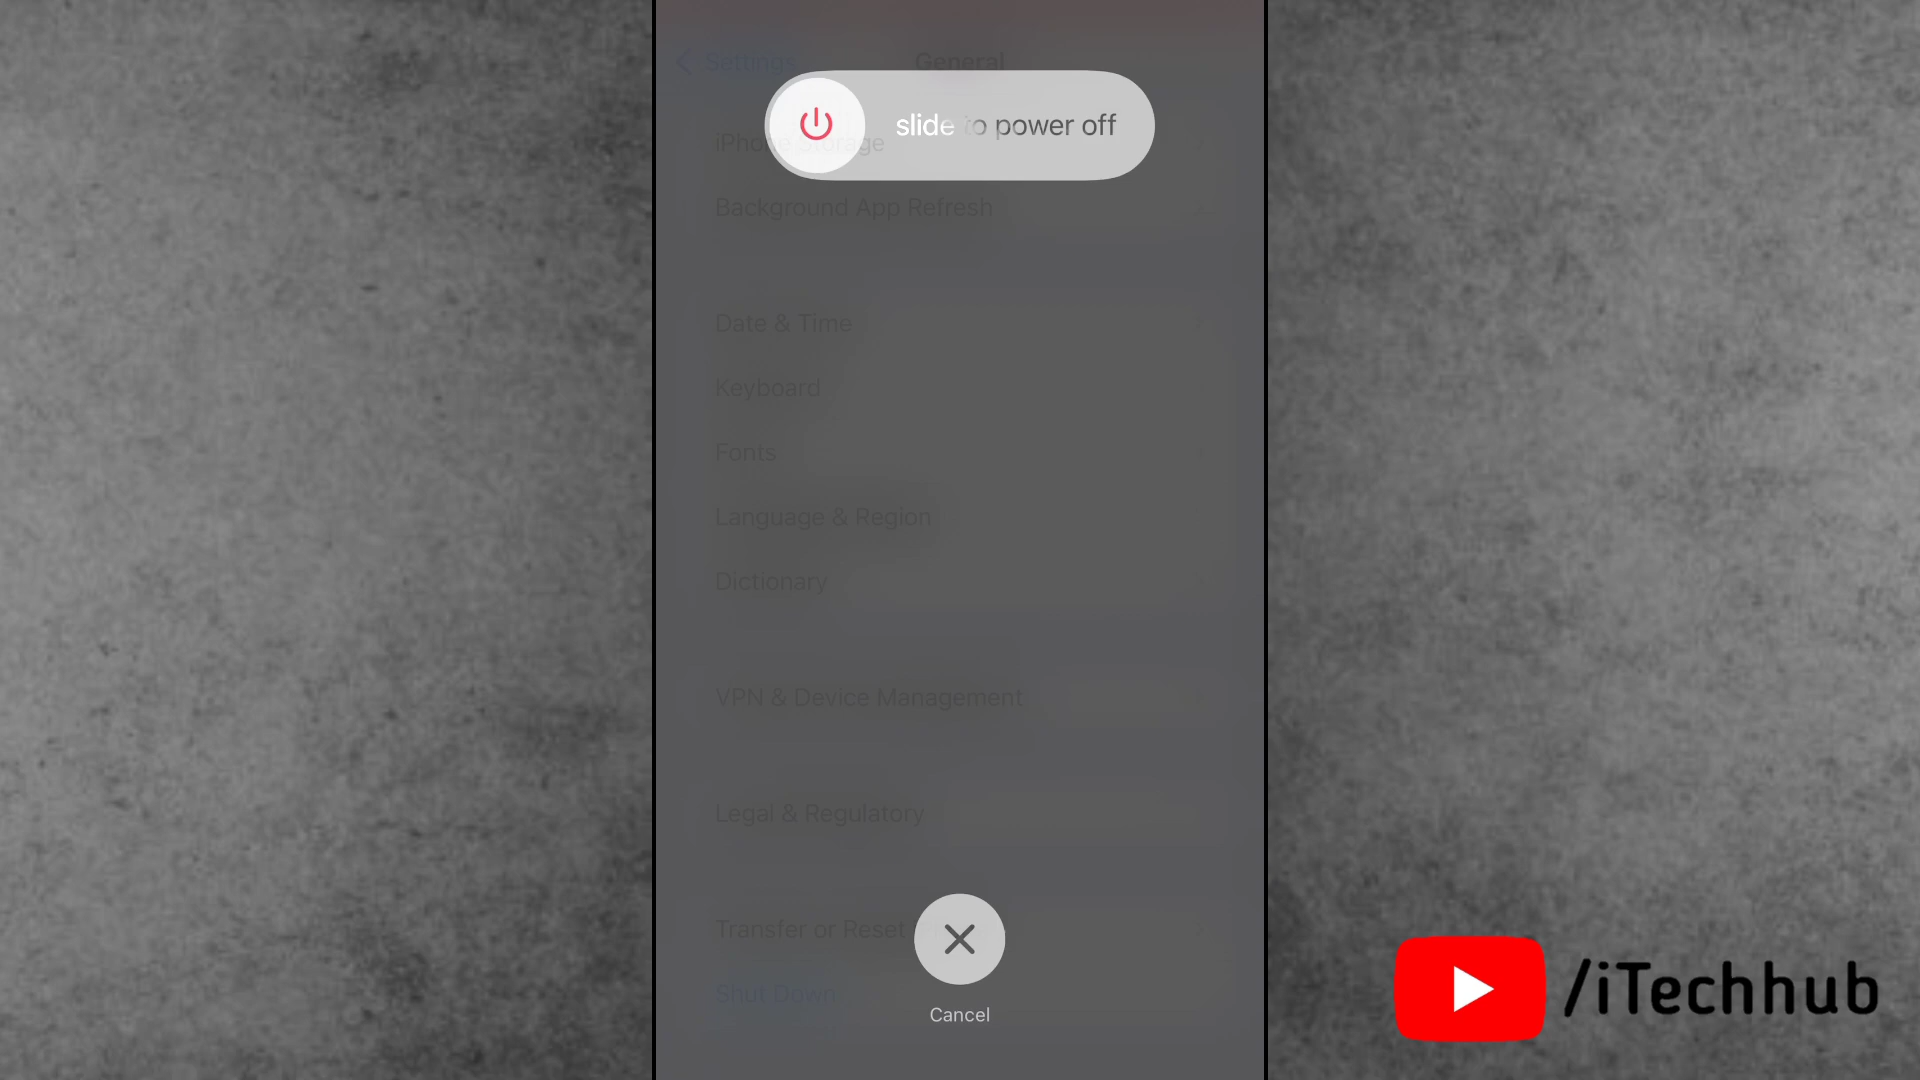 Settings
General
slide to power off
iPhone Storage
Background App Refresh
Date & Time
Keyboard
Fonts
Language & Region
Dictionary
VPN & Device Management
Legal & Regulatory
Transfer or Reset
Shut Down
Cancel
/iTechhub